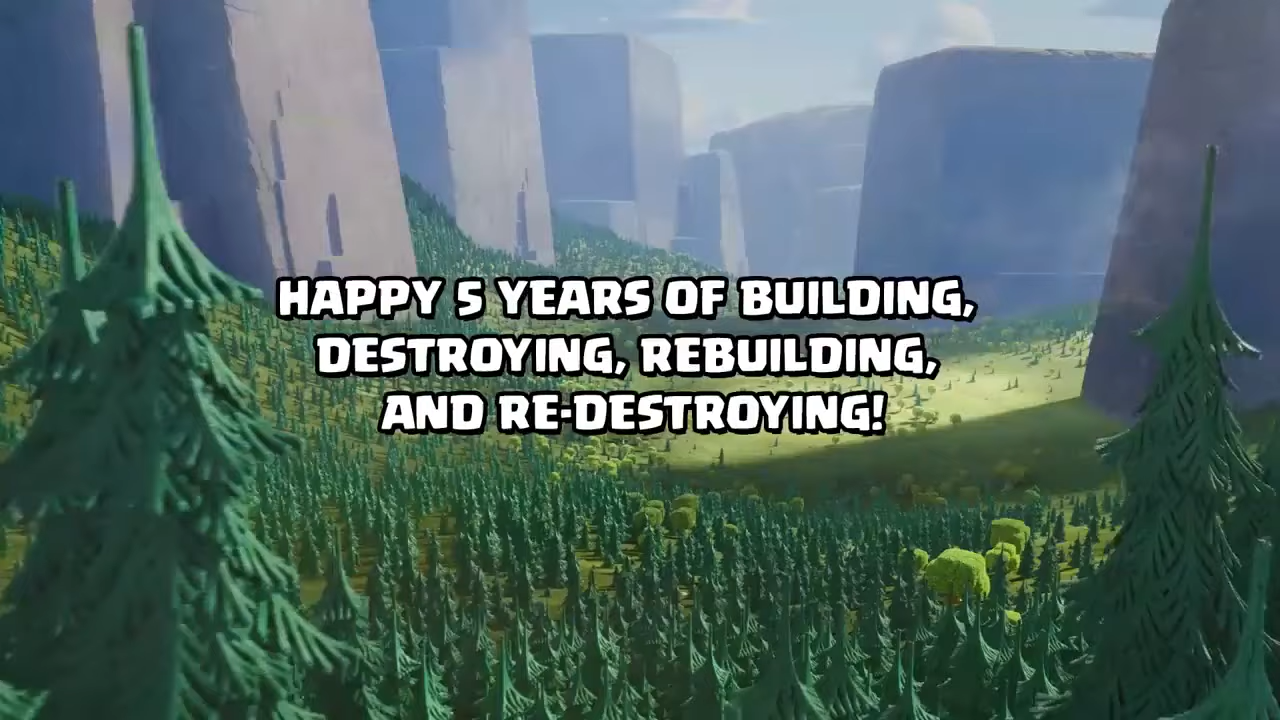 HAPPY 5 YEARS OF BUILDING,
DESTROYING, REBUILDING,
AND RE-DESTROYING!